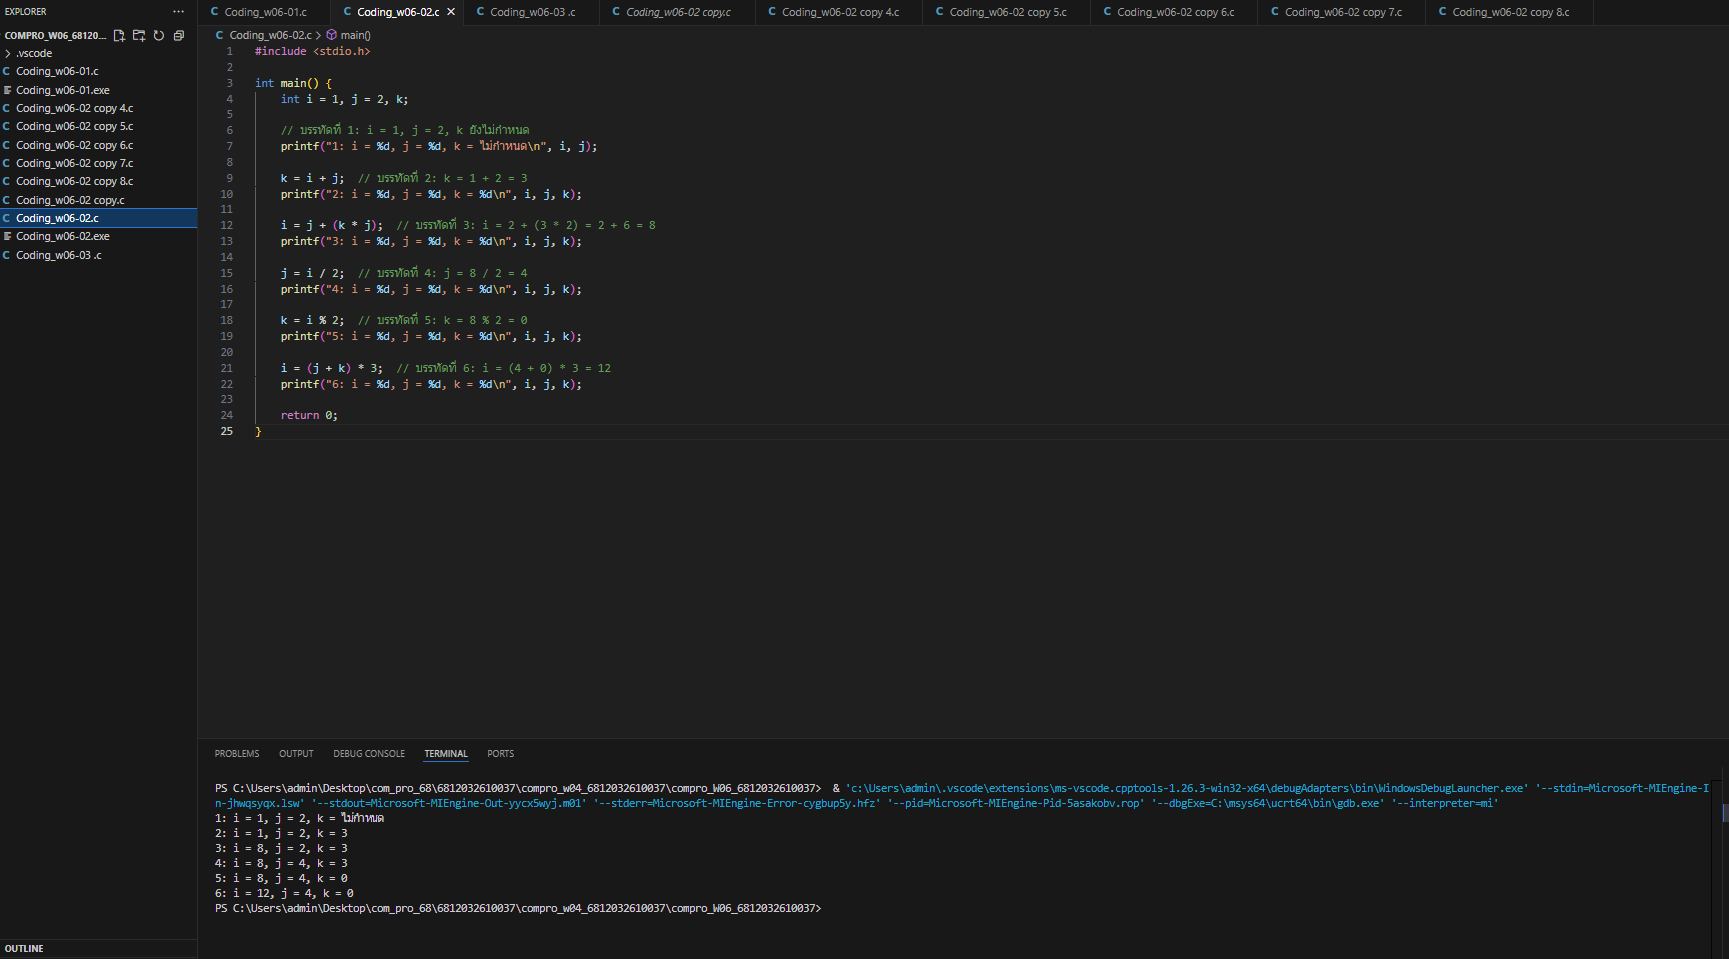 EXPLORER
COMPRO_W06_68120...
.vscode
C Coding_w06-01.c
Coding_w06-01.exe
C Coding_w06-02 copy 4.c
C Coding_w06-02 copy 5.c
C Coding_w06-02 copy 6.c
C Coding_w06-02 copy 7.c
C Coding_w06-02 copy 8.c
C Coding_w06-02 copy.c
C Coding_w06-02.c
Coding_w06-02.exe
C Coding_w06-03 .c
OUTLINE
C Coding_w06-01.c
C Coding_w06-02.c
C Coding_w06-03 .c
C Coding_w06-02 copy.c
C Coding_w06-02 copy 4.c
C Coding_w06-02 copy 5.c
C Coding_w06-02 copy 6.c
C Coding_w06-02 copy 7.c
C Coding_w06-02 copy 8.c
C Coding_w06-02.c > main()
1 #include <stdio.h>
2
3 int main() {
4 int i = 1, j = 2, k;
5
6 // บรรทัดที่ 1: i = 1, j = 2, k ยังไม่กำหนด
7 printf("1: i = %d, j = %d, k = ไม่กำหนด\n", i, j);
8
9 k = i + j; // บรรทัดที่ 2: k = 1 + 2 = 3
10 printf("2: i = %d, j = %d, k = %d\n", i, j, k);
11
12 i = j + (k * j); // บรรทัดที่ 3: i = 2 + (3 * 2) = 2 + 6 = 8
13 printf("3: i = %d, j = %d, k = %d\n", i, j, k);
14
15 j = i / 2; // บรรทัดที่ 4: j = 8 / 2 = 4
16 printf("4: i = %d, j = %d, k = %d\n", i, j, k);
17
18 k = i % 2; // บรรทัดที่ 5: k = 8 % 2 = 0
19 printf("5: i = %d, j = %d, k = %d\n", i, j, k);
20
21 i = (j + k) * 3; // บรรทัดที่ 6: i = (4 + 0) * 3 = 12
22 printf("6: i = %d, j = %d, k = %d\n", i, j, k);
23
24 return 0;
25 }
PROBLEMS OUTPUT DEBUG CONSOLE TERMINAL PORTS
PS C:\Users\admin\Desktop\com_pro_68\6812032610037\compro_w04_6812032610037\compro_W06_6812032610037> & 'c:\Users\admin\.vscode\extensions\ms-vscode.cpptools-1.26.3-win32-x64\debugAdapters\bin\WindowsDebugLauncher.exe' '--stdin=Microsoft-MIEngine-I
n-jhwqsyqx.lsw' '--stdout=Microsoft-MIEngine-Out-yycx5wyj.m01' '--stderr=Microsoft-MIEngine-Error-cygbup5y.hfz' '--pid=Microsoft-MIEngine-Pid-5asakobv.rop' '--dbgExe=C:\msys64\ucrt64\bin\gdb.exe' '--interpreter=mi'
1: i = 1, j = 2, k = ไม่กำหนด
2: i = 1, j = 2, k = 3
3: i = 8, j = 2, k = 3
4: i = 8, j = 4, k = 3
5: i = 8, j = 4, k = 0
6: i = 12, j = 4, k = 0
PS C:\Users\admin\Desktop\com_pro_68\6812032610037\compro_w04_6812032610037\compro_W06_6812032610037>